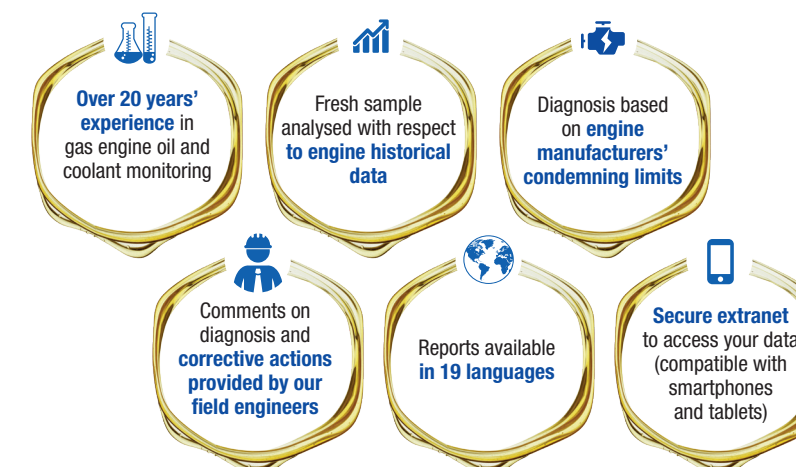 Over 20 years’
experience in
gas engine oil and
coolant monitoring
Fresh sample
analysed with respect
to engine historical
data
Diagnosis based
on engine
manufacturers’
condemning limits
Comments on
diagnosis and
corrective actions
provided by our
field engineers
Reports available
in 19 languages
Secure extranet
to access your data
(compatible with
smartphones
and tablets)